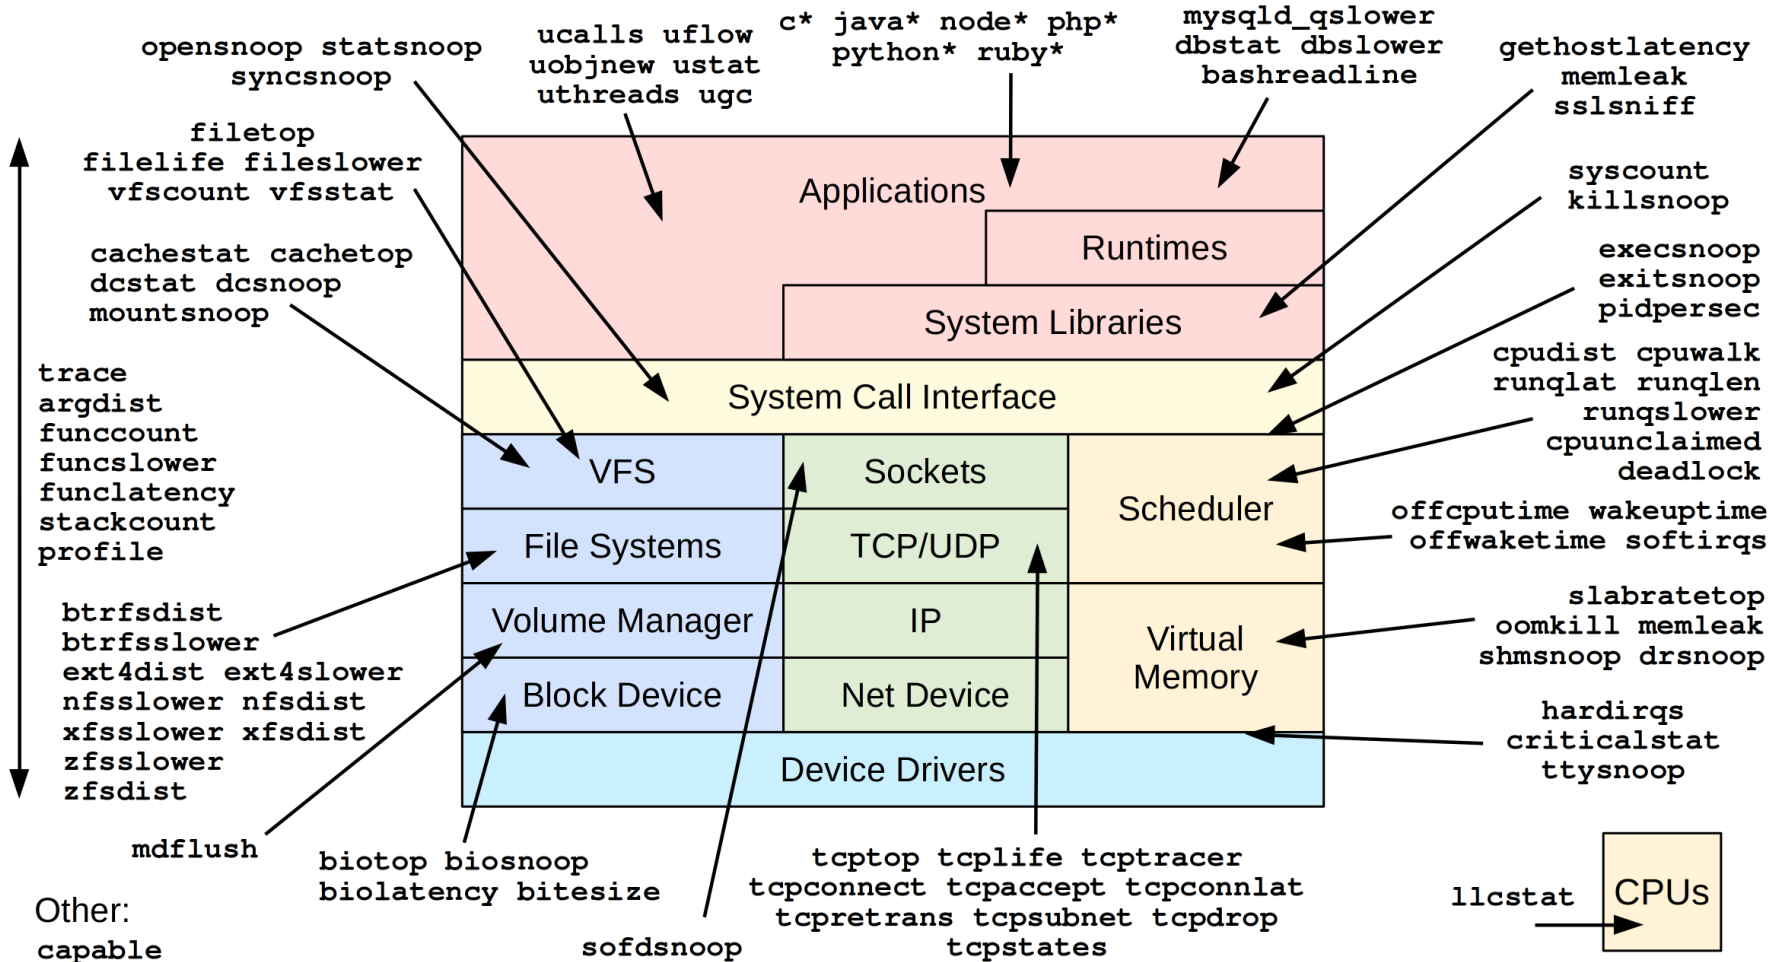 opensnoop statsnoop
syncsnoop
ucalls uflow
uobjnew ustat
uthreads ugc
c* java* node* php*
python* ruby*
mysqld_qslower
dbstat dbslower
bashreadline
gethostlatency
memleak
sslsniff
filetop
filelife fileslower
vfscount vfsstat
syscount
killsnoop
cachestat cachetop
dcstat dcsnoop
mountsnoop
execsnoop
exitsnoop
pidpersec
trace
argdist
funccount
funcslower
funclatency
stackcount
profile
cpudist cpuwalk
runqlat runqlen
runqslower
cpuunclaimed
deadlock
offcputime wakeuptime
offwaketime softirqs
btrfsdist
btrfsslower
ext4dist ext4slower
nfsslower nfsdist
xfsslower xfsdist
zfsslower
zfsdist
slabratetop
oomkill memleak
shmsnoop drsnoop
hardirqs
criticalstat
ttysnoop
Applications
Runtimes
System Libraries
System Call Interface
VFS
Sockets
Scheduler
File Systems
TCP/UDP
Volume Manager
IP
Virtual
Memory
Block Device
Net Device
Device Drivers
mdflush
biotop biosnoop
biolatency bitesize
sofdsnoop
tcptop tcplife tcptracer
tcpconnect tcpaccept tcpconnlat
tcpretrans tcpsubnet tcpdrop
tcpstates
llcstat
CPUs
Other:
capable